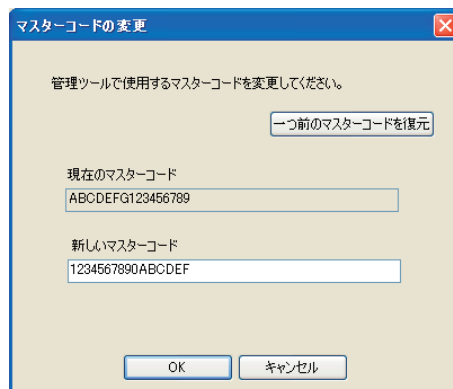 マスターコードの変更
管理ツールで使用するマスターコードを変更してください。
一つ前のマスターコードを復元
現在のマスターコード
ABCDEFG123456789
新しいマスターコード
1234567890ABCDEF
OK
キャンセル